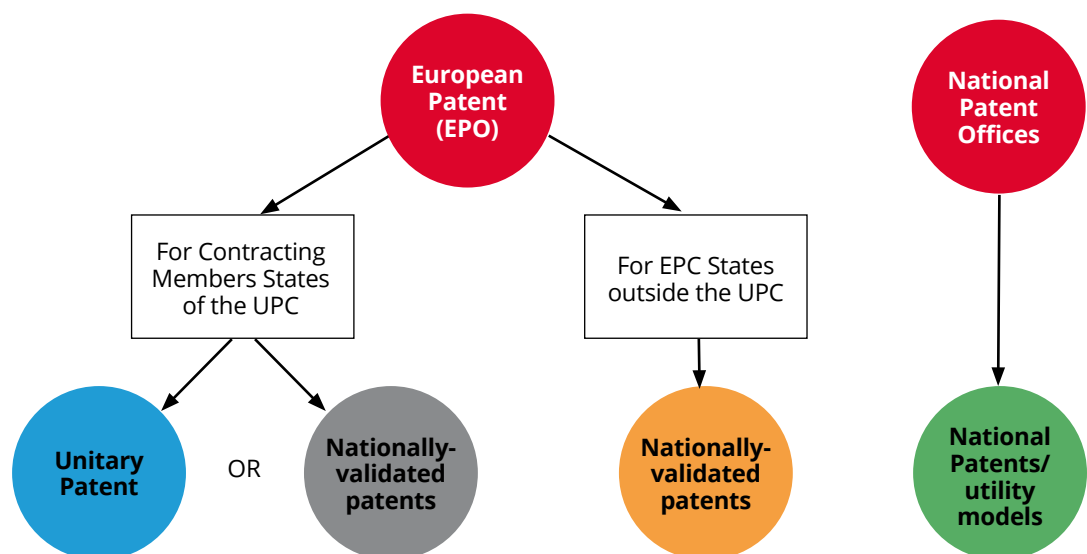 European
Patent
(EPO)
National
Patent
Offices
For Contracting
Members States
of the UPC
For EPC States
outside the UPC
Unitary
Patent
OR
Nationally-
validated
patents
Nationally-
validated
patents
National
Patents/
utility
models